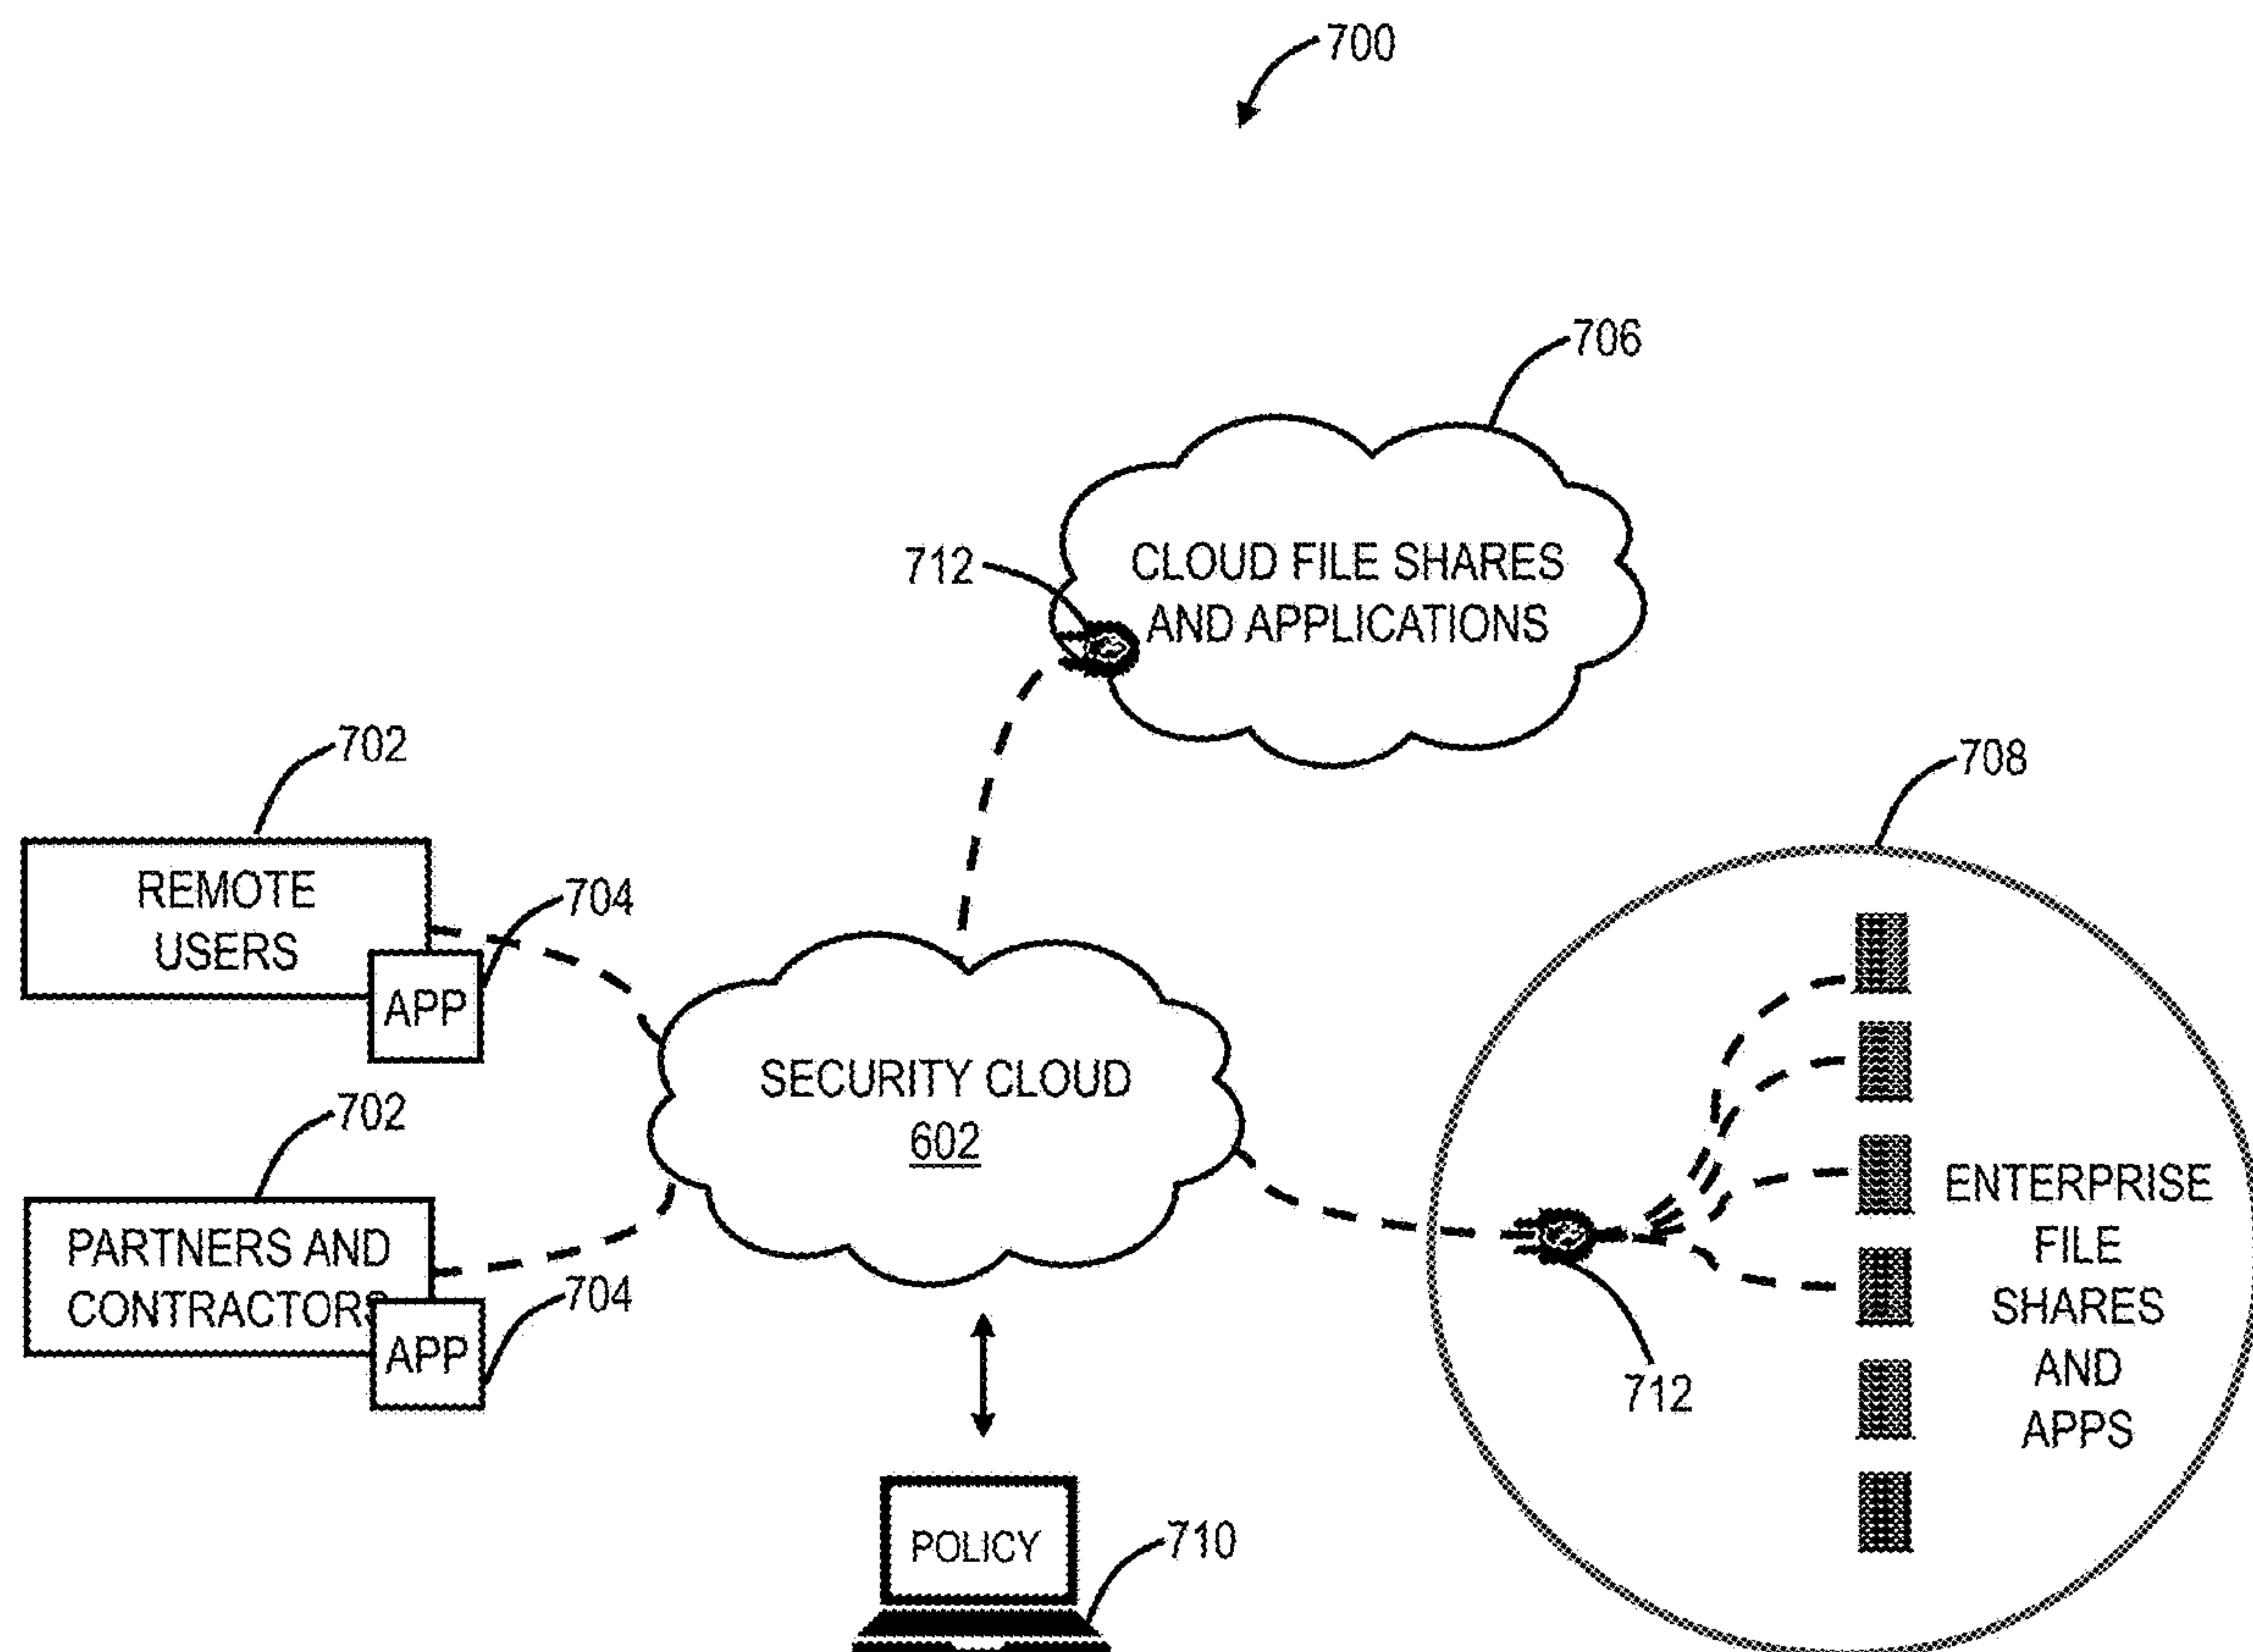 700
706
712
CLOUD FILE SHARES
AND APPLICATIONS
702
708
REMOTE
USERS
704
APP
SECURITY CLOUD
602
702
PARTNERS AND
CONTRACTORS
704
APP
ENTERPRISE
FILE
SHARES
AND
APPS
712
POLICY
710